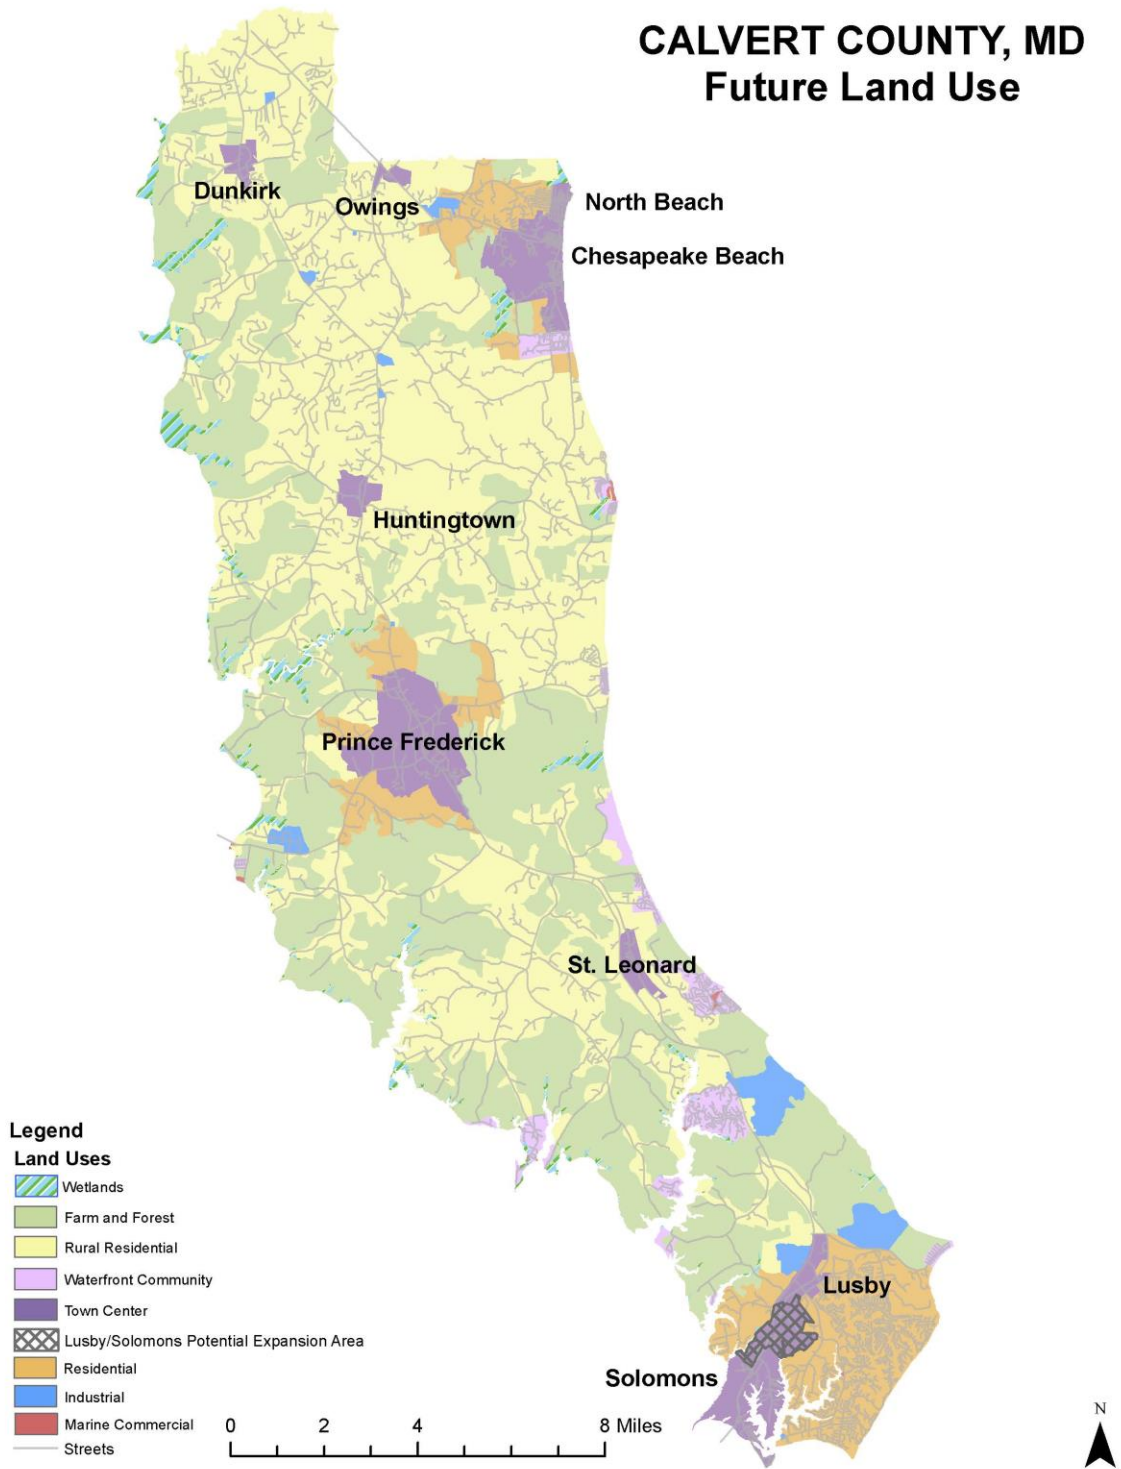 CALVERT COUNTY, MD
Future Land Use
Dunkirk
Owings
North Beach
Chesapeake Beach
Huntingtown
Prince Frederick
St. Leonard
Lusby
Solomons
Legend
Land Uses
Wetlands
Farm and Forest
Rural Residential
Waterfront Community
Town Center
Lusby/Solomons Potential Expansion Area
Residential
Industrial
Marine Commercial
Streets
0 2 4 8 Miles
N